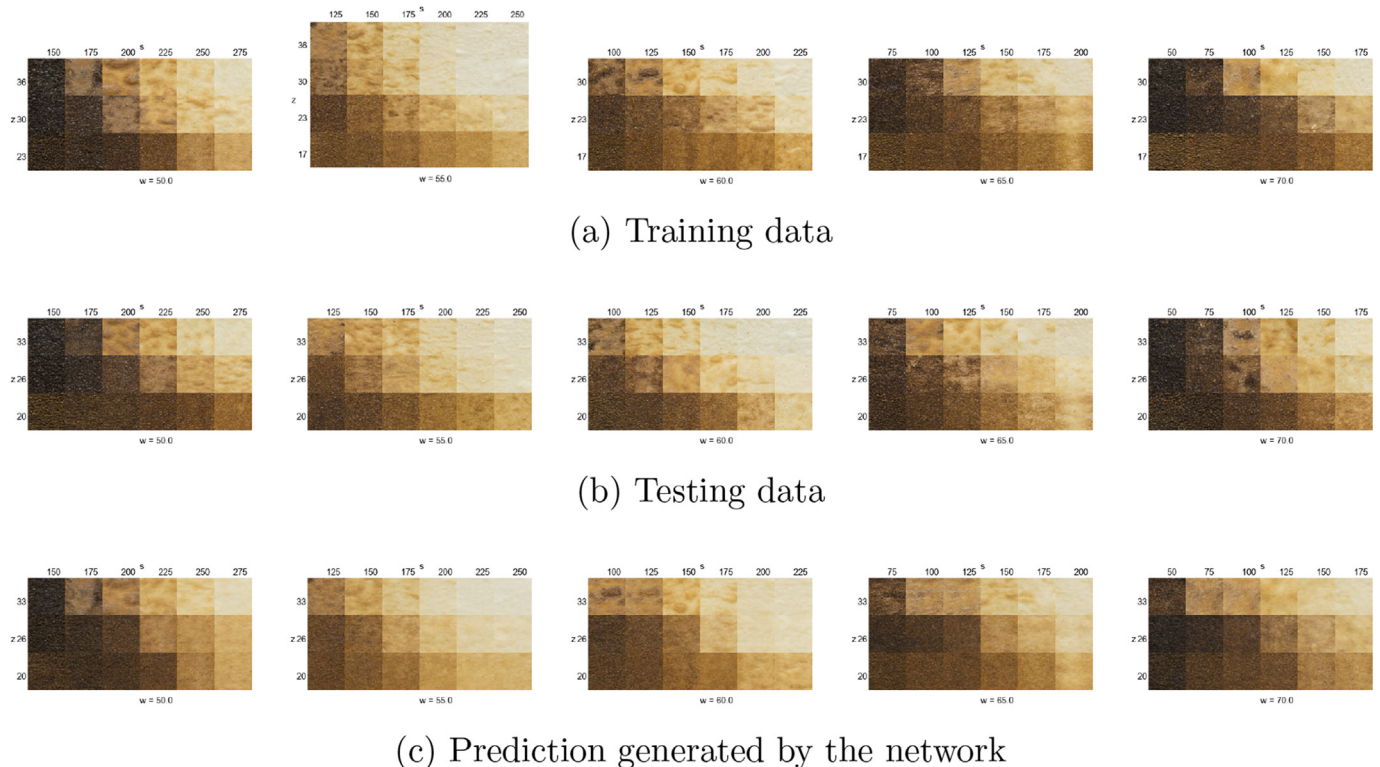 s
150 175 200 225 250 275
36
z 30
23
w = 50.0
s
125 150 175 200 225 250
36
30
z
23
17
w = 55.0
s
100 125 150 175 200 225
30
z 23
17
w = 60.0
s
75 100 125 150 175 200
30
z 23
17
w = 65.0
s
50 75 100 125 150 175
30
z 23
17
w = 70.0
(a) Training data
s
150 175 200 225 250 275
33
z 26
20
w = 50.0
s
125 150 175 200 225 250
33
z 26
20
w = 55.0
s
100 125 150 175 200 225
33
z 26
20
w = 60.0
s
75 100 125 150 175 200
33
z 26
20
w = 65.0
s
50 75 100 125 150 175
33
z 26
20
w = 70.0
(b) Testing data
s
150 175 200 225 250 275
33
z 26
20
w = 50.0
s
125 150 175 200 225 250
33
z 26
20
w = 55.0
s
100 125 150 175 200 225
33
z 26
20
w = 60.0
s
75 100 125 150 175 200
33
z 26
20
w = 65.0
s
50 75 100 125 150 175
33
z 26
20
w = 70.0
(c) Prediction generated by the network